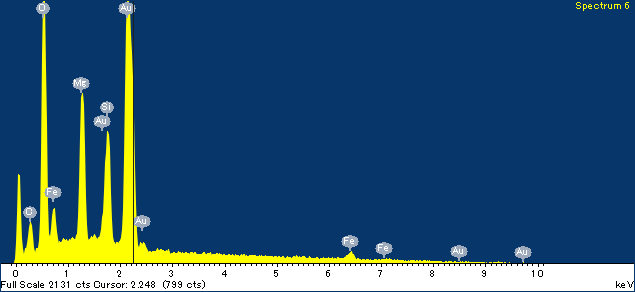 Spectrum 6
O Au
Mg
Si
Au
Fe
C Au
Fe Fe Au Au
0 1 2 3 4 5 6 7 8 9 10
Full Scale 2131 cts Cursor: 2.248 (799 cts) keV